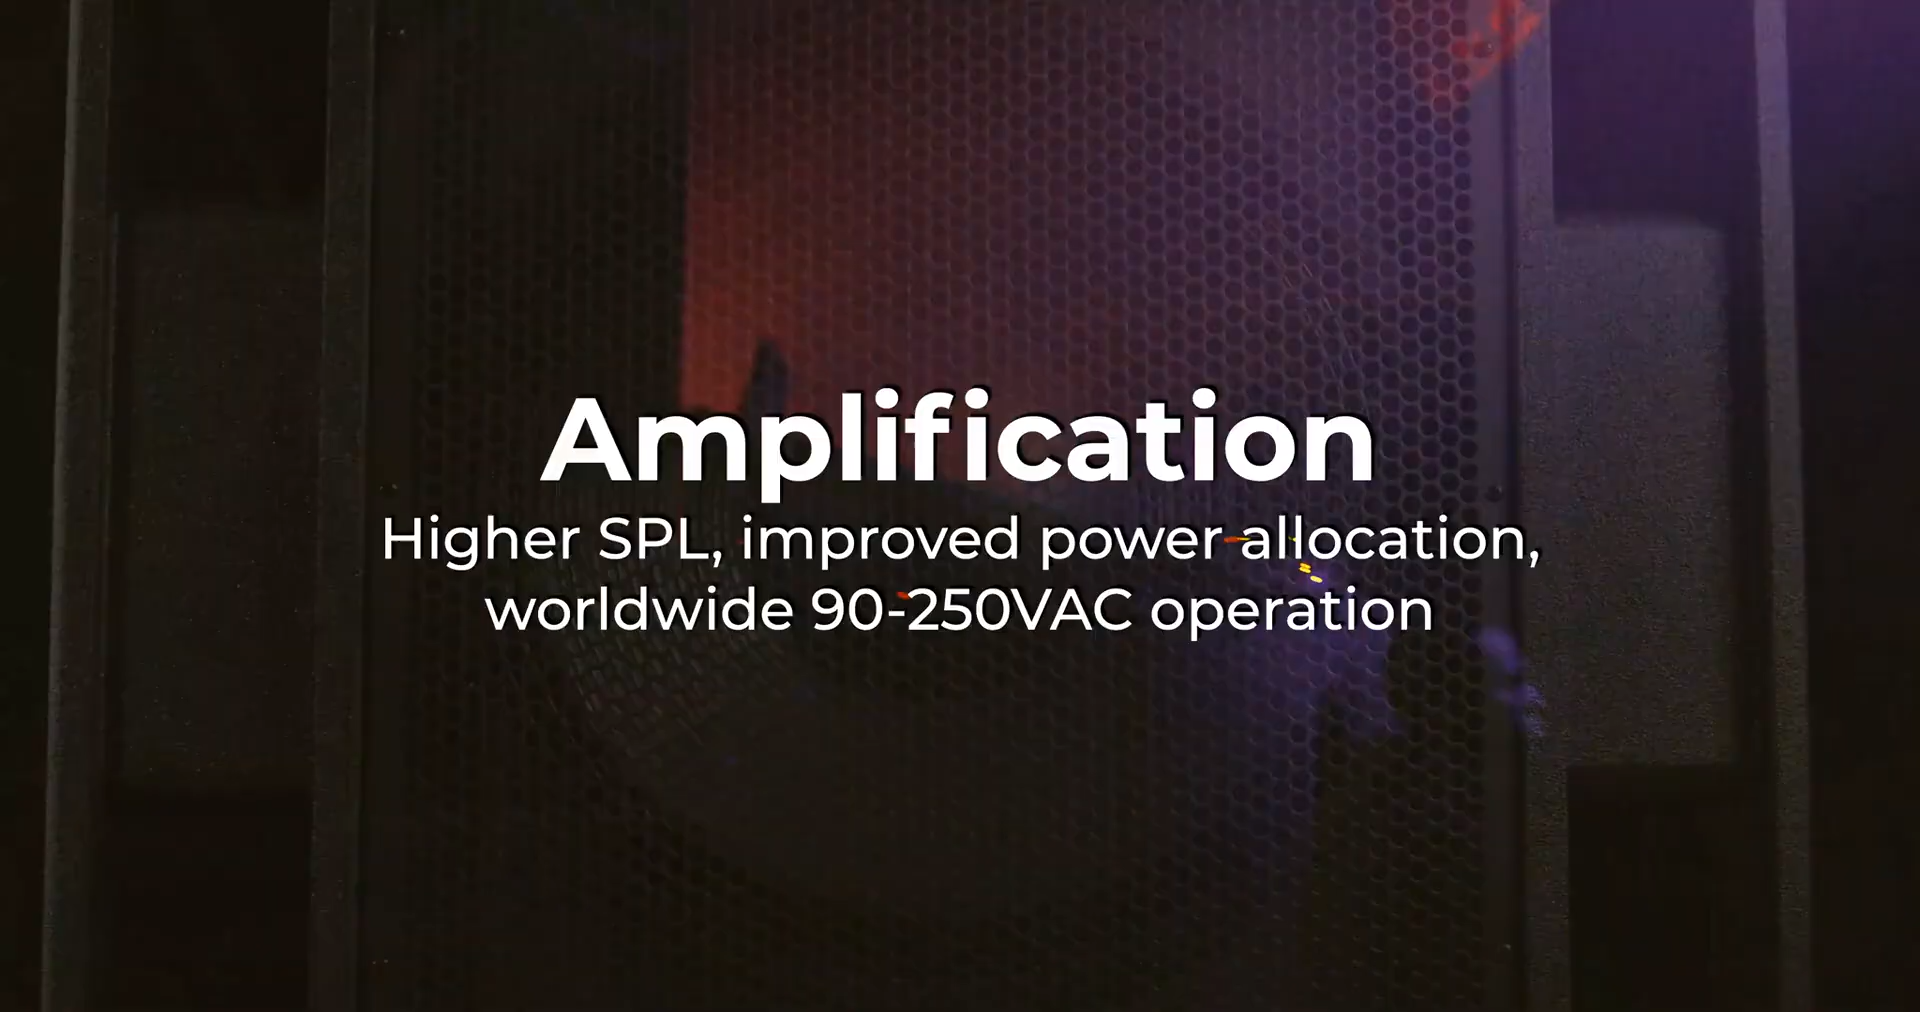 Amplification
Higher SPL, improved power allocation,
worldwide 90-250VAC operation